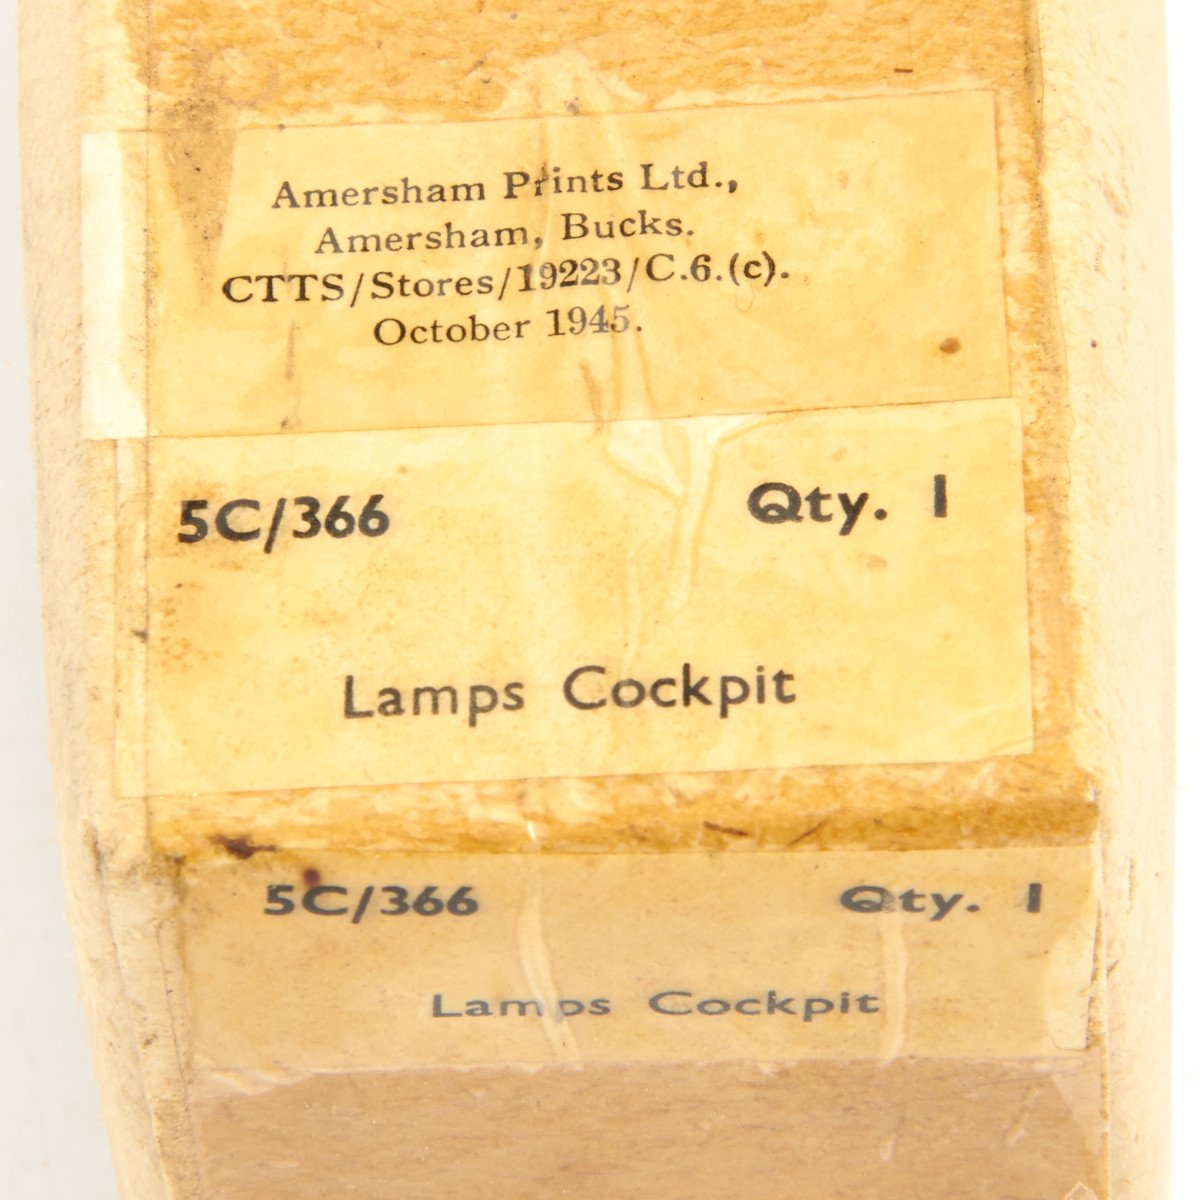 Amersham Prints Ltd.,
Amersham, Bucks.
CTTS/Stores/19223/C.6.(c).
October 1945.
5C/366 Qty. 1
Lamps Cockpit
5C/366 Qty. 1
Lamps Cockpit